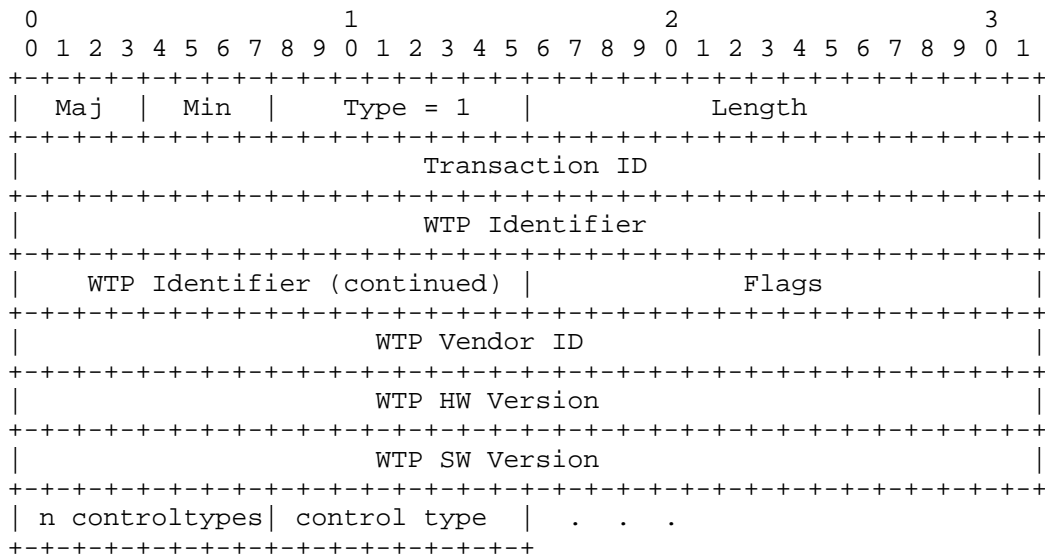 0                   1                   2                   3
 0 1 2 3 4 5 6 7 8 9 0 1 2 3 4 5 6 7 8 9 0 1 2 3 4 5 6 7 8 9 0 1
+-+-+-+-+-+-+-+-+-+-+-+-+-+-+-+-+-+-+-+-+-+-+-+-+-+-+-+-+-+-+-+-+
|  Maj  |  Min  |    Type = 1   |           Length              |
+-+-+-+-+-+-+-+-+-+-+-+-+-+-+-+-+-+-+-+-+-+-+-+-+-+-+-+-+-+-+-+-+
|                         Transaction ID                        |
+-+-+-+-+-+-+-+-+-+-+-+-+-+-+-+-+-+-+-+-+-+-+-+-+-+-+-+-+-+-+-+-+
|                         WTP Identifier                        |
+-+-+-+-+-+-+-+-+-+-+-+-+-+-+-+-+-+-+-+-+-+-+-+-+-+-+-+-+-+-+-+-+
|    WTP Identifier (continued) |             Flags             |
+-+-+-+-+-+-+-+-+-+-+-+-+-+-+-+-+-+-+-+-+-+-+-+-+-+-+-+-+-+-+-+-+
|                      WTP Vendor ID                            |
+-+-+-+-+-+-+-+-+-+-+-+-+-+-+-+-+-+-+-+-+-+-+-+-+-+-+-+-+-+-+-+-+
|                      WTP HW Version                           |
+-+-+-+-+-+-+-+-+-+-+-+-+-+-+-+-+-+-+-+-+-+-+-+-+-+-+-+-+-+-+-+-+
|                      WTP SW Version                           |
+-+-+-+-+-+-+-+-+-+-+-+-+-+-+-+-+-+-+-+-+-+-+-+-+-+-+-+-+-+-+-+-+
| n controltypes| control type  |  .  .  .
+-+-+-+-+-+-+-+-+-+-+-+-+-+-+-+-+